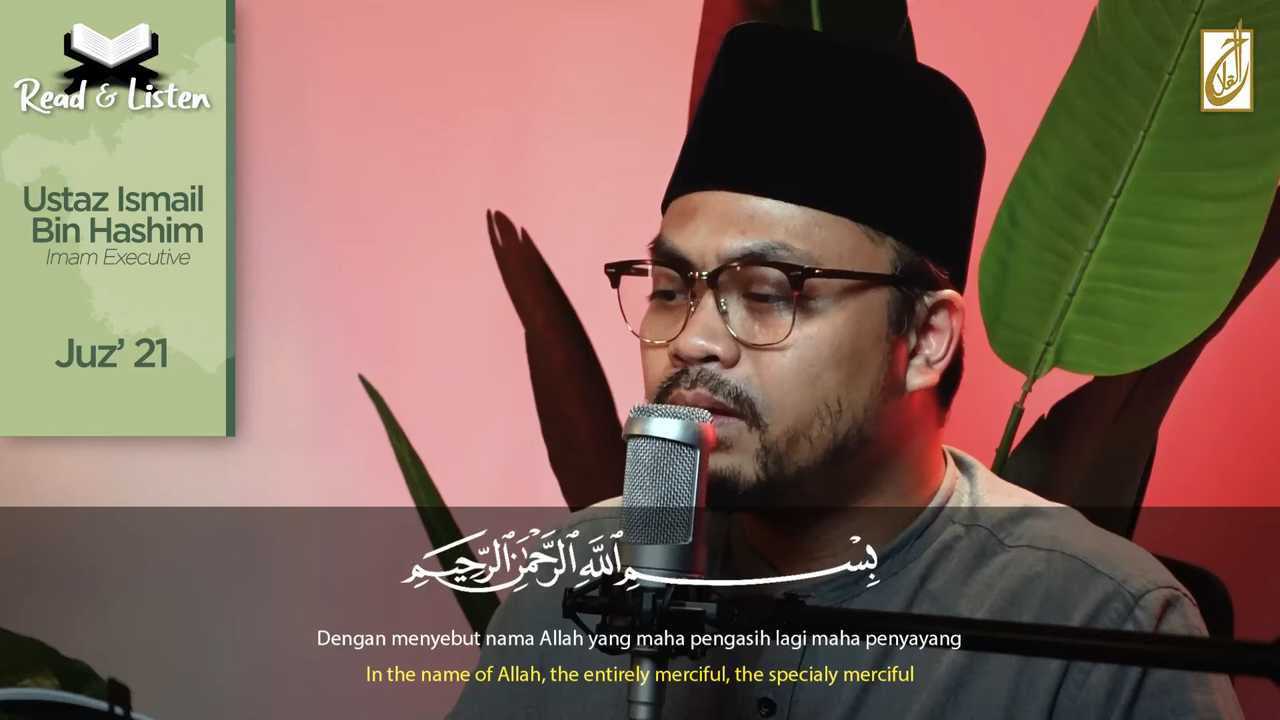 Read & Listen
Ustaz Ismail
Bin Hashim
Imam Executive
Juz’ 21
بِسْمِ ٱللَّهِ ٱلرَّحْمَٰنِ ٱلرَّحِيمِ
Dengan menyebut nama Allah yang maha pengasih lagi maha penyayang
In the name of Allah, the entirely merciful, the specialy merciful